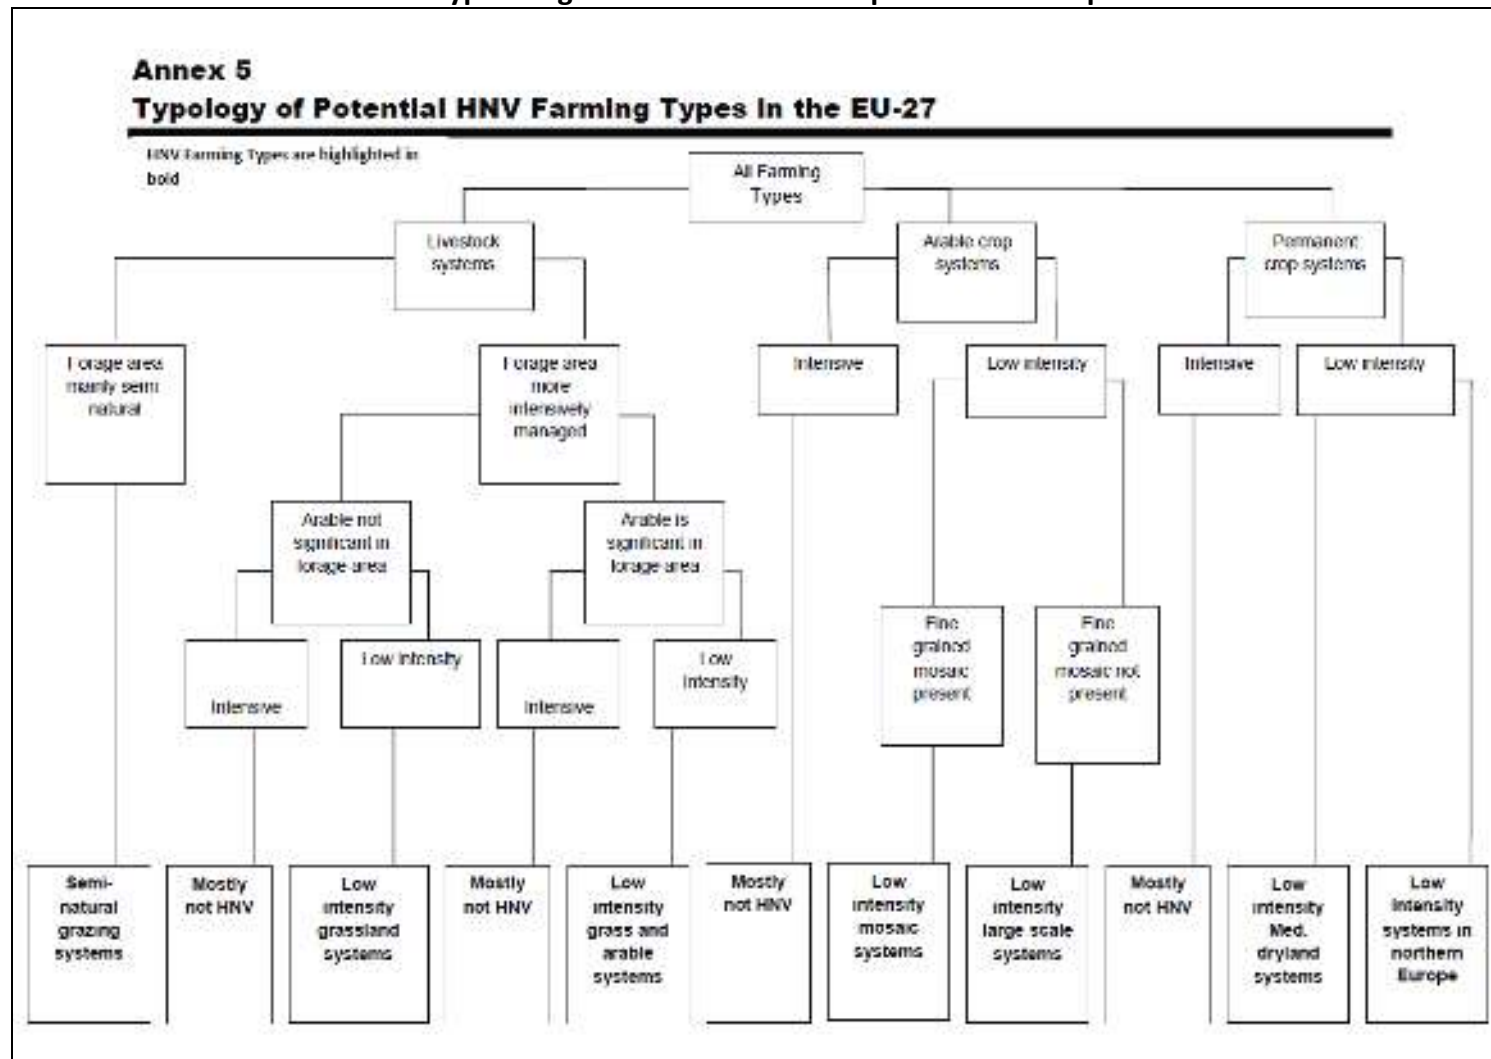 Annex 5
Typology of Potential HNV Farming Types in the EU-27
HNV Farming Types are highlighted in
bold
All Farming
Types
Livestock
systems
Arable crop
systems
Permanent
crop systems
Forage area
mainly semi
natural
Forage area
more
intensively
managed
Intensive
Low intensity
Intensive
Low intensity
Arable not
significant in
forage area
Arable is
significant in
forage area
Intensive
Low intensity
Intensive
Low
intensity
Fine
grained
mosaic
present
Fine
grained
mosaic not
present
Semi-
natural
grazing
systems
Mostly
not HNV
Low
intensity
grassland
systems
Mostly
not HNV
Low
intensity
grass and
arable
systems
Mostly
not HNV
Low
intensity
mosaic
systems
Low
intensity
large scale
systems
Mostly
not HNV
Low
intensity
Med.
dryland
systems
Low
intensity
systems in
northern
Europe